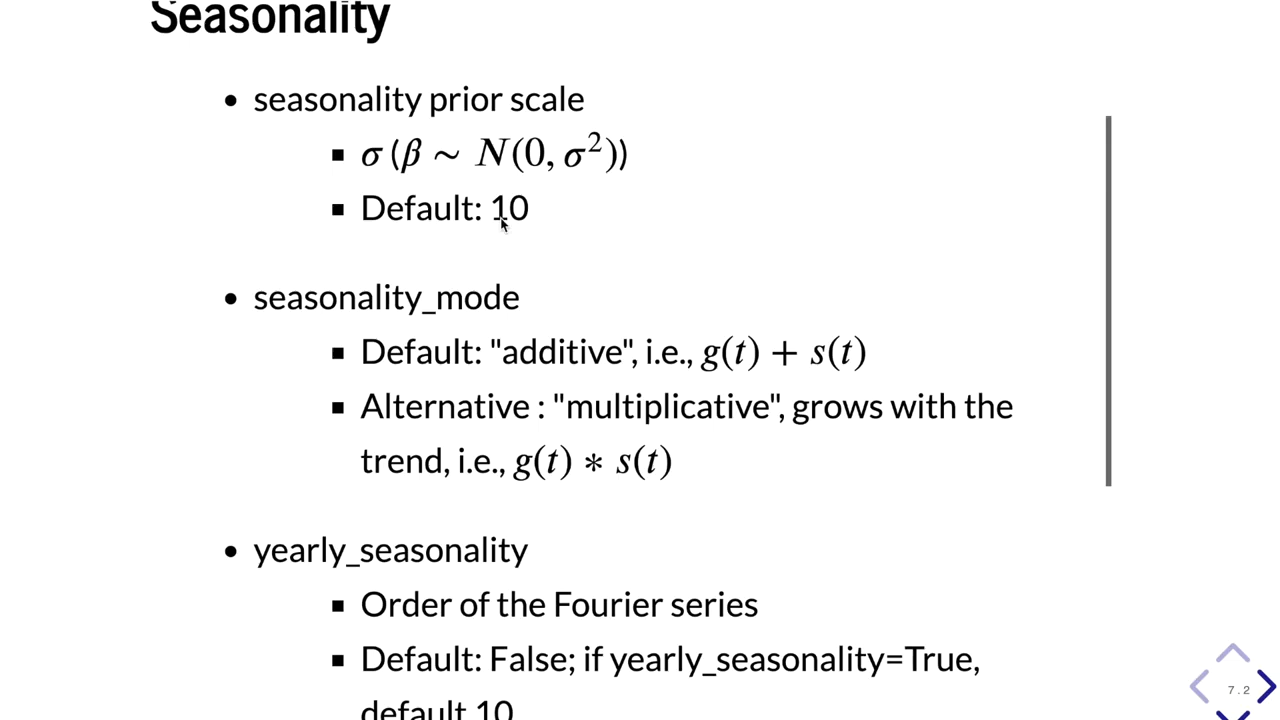 Seasonality
• seasonality prior scale
▪ σ (β ∼ N(0, σ²))
▪ Default: 10
• seasonality_mode
▪ Default: "additive", i.e., g(t) + s(t)
▪ Alternative : "multiplicative", grows with the
trend, i.e., g(t) ∗ s(t)
• yearly_seasonality
▪ Order of the Fourier series
▪ Default: False; if yearly_seasonality=True,
default 10
7.2